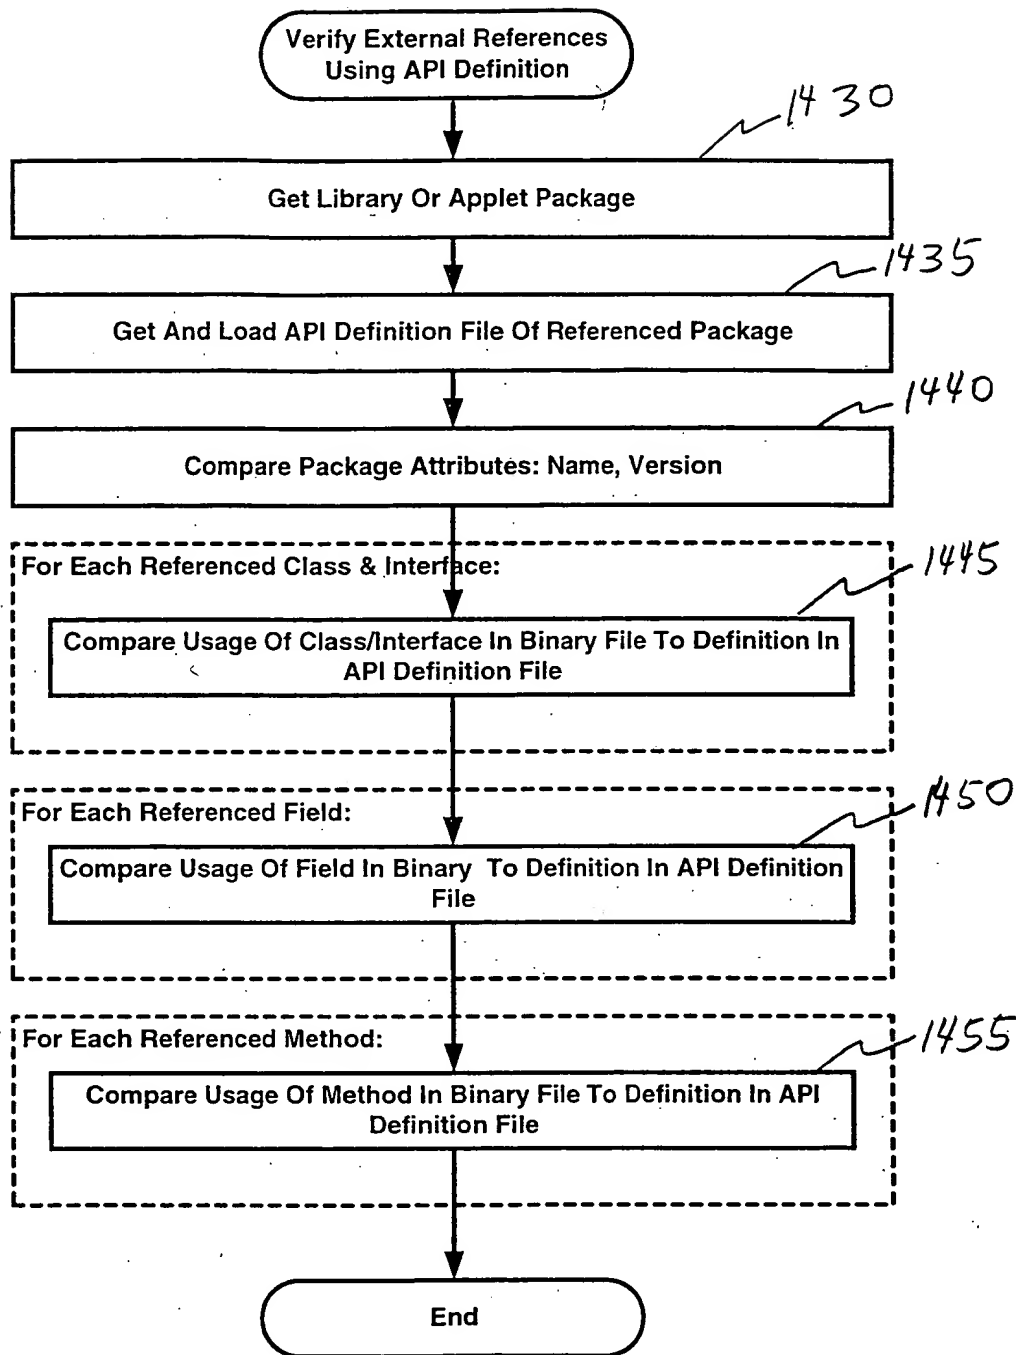 Verify External References
Using API Definition
1430
Get Library Or Applet Package
1435
Get And Load API Definition File Of Referenced Package
1440
Compare Package Attributes: Name, Version
For Each Referenced Class & Interface:
1445
Compare Usage Of Class/Interface In Binary File To Definition In
API Definition File
For Each Referenced Field:
1450
Compare Usage Of Field In Binary To Definition In API Definition
File
For Each Referenced Method:
1455
Compare Usage Of Method In Binary File To Definition In API
Definition File
End